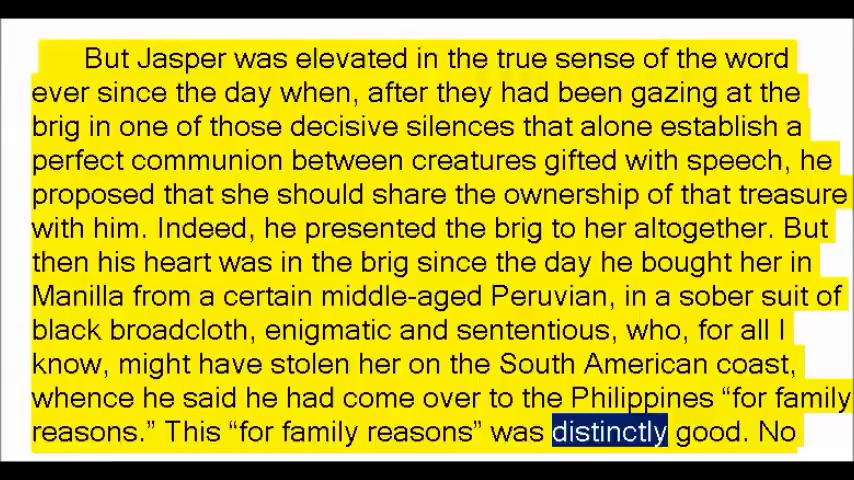 But Jasper was elevated in the true sense of the word
ever since the day when, after they had been gazing at the
brig in one of those decisive silences that alone establish a
perfect communion between creatures gifted with speech, he
proposed that she should share the ownership of that treasure
with him. Indeed, he presented the brig to her altogether. But
then his heart was in the brig since the day he bought her in
Manilla from a certain middle-aged Peruvian, in a sober suit of
black broadcloth, enigmatic and sententious, who, for all I
know, might have stolen her on the South American coast,
whence he said he had come over to the Philippines “for family
reasons.” This “for family reasons” was distinctly good. No